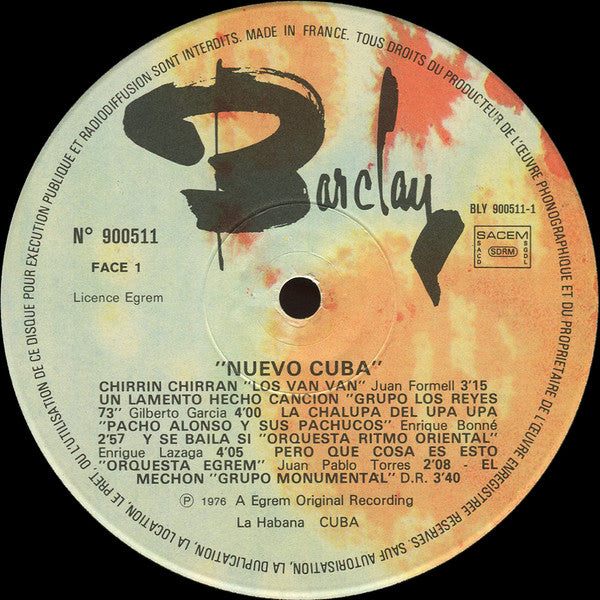 TOUS DROITS DU PRODUCTEUR DE L'ŒUVRE PHONOGRAPHIQUE ET DU PROPRIETAIRE DE L'ŒUVRE ENREGISTREE RESERVES. SAUF AUTORISATION, LA DUPLICATION, LA LOCATION, LE PRET, OU L'UTILISATION DE CE DISQUE POUR EXECUTION PUBLIQUE ET RADIODIFFUSION SONT INTERDITS. MADE IN FRANCE.
Barclay
BLY 900511-1
N° 900511
SACEM
SACD
SDRM
SGDL
FACE 1
Licence Egrem
"NUEVO CUBA"
CHIRRIN CHIRRAN "LOS VAN VAN" Juan Formell 3'15
UN LAMENTO HECHO CANCION "GRUPO LOS REYES
73" Gilberto Garcia 4'00 LA CHALUPA DEL UPA UPA
"PACHO ALONSO Y SUS PACHUCOS" Enrique Bonné
2'57 Y SE BAILA SI "ORQUESTA RITMO ORIENTAL"
Enrigue Lazaga 4'05 PERO QUE COSA ES ESTO
"ORQUESTA EGREM" Juan Pablo Torres 2'08 - EL
MECHON "GRUPO MONUMENTAL" D.R. 3'40
Ⓟ 1976 A Egrem Original Recording
La Habana CUBA